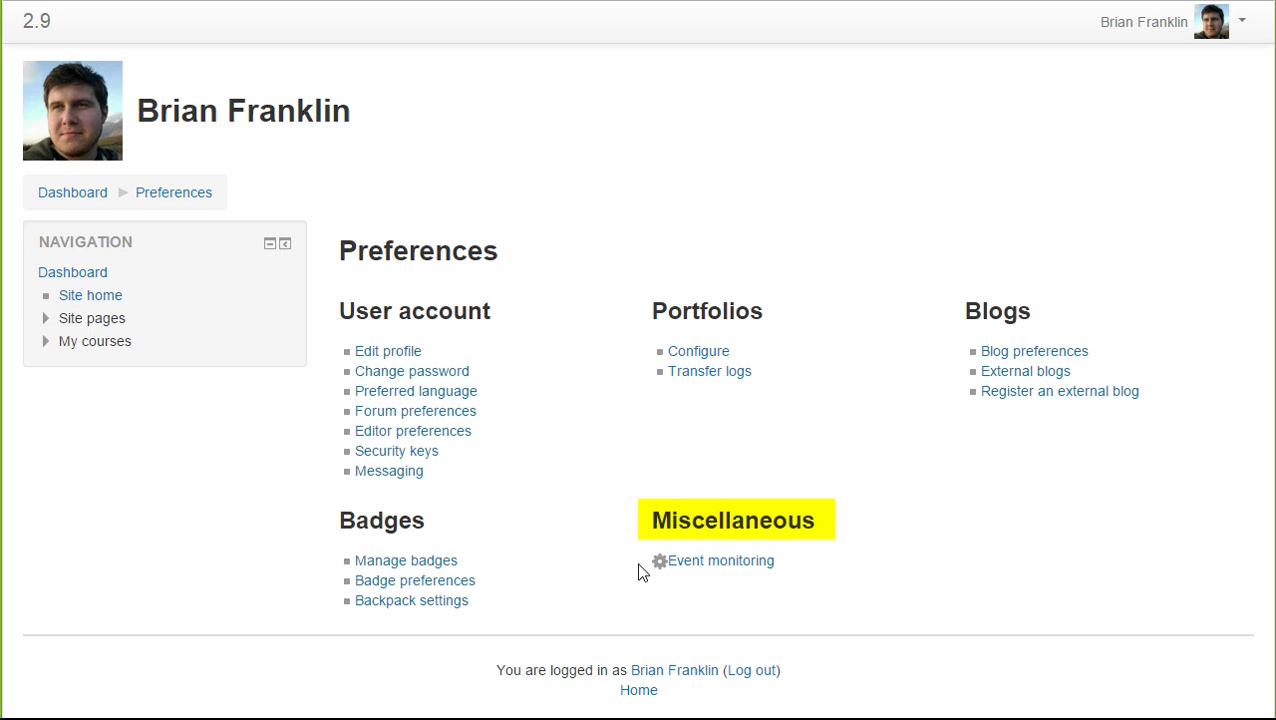 2.9
Brian Franklin
Brian Franklin
Dashboard Preferences
NAVIGATION
Dashboard
Site home
Site pages
My courses
Preferences
User account
Edit profile
Change password
Preferred language
Forum preferences
Editor preferences
Security keys
Messaging
Portfolios
Configure
Transfer logs
Blogs
Blog preferences
External blogs
Register an external blog
Badges
Manage badges
Badge preferences
Backpack settings
Miscellaneous
Event monitoring
You are logged in as Brian Franklin (Log out)
Home